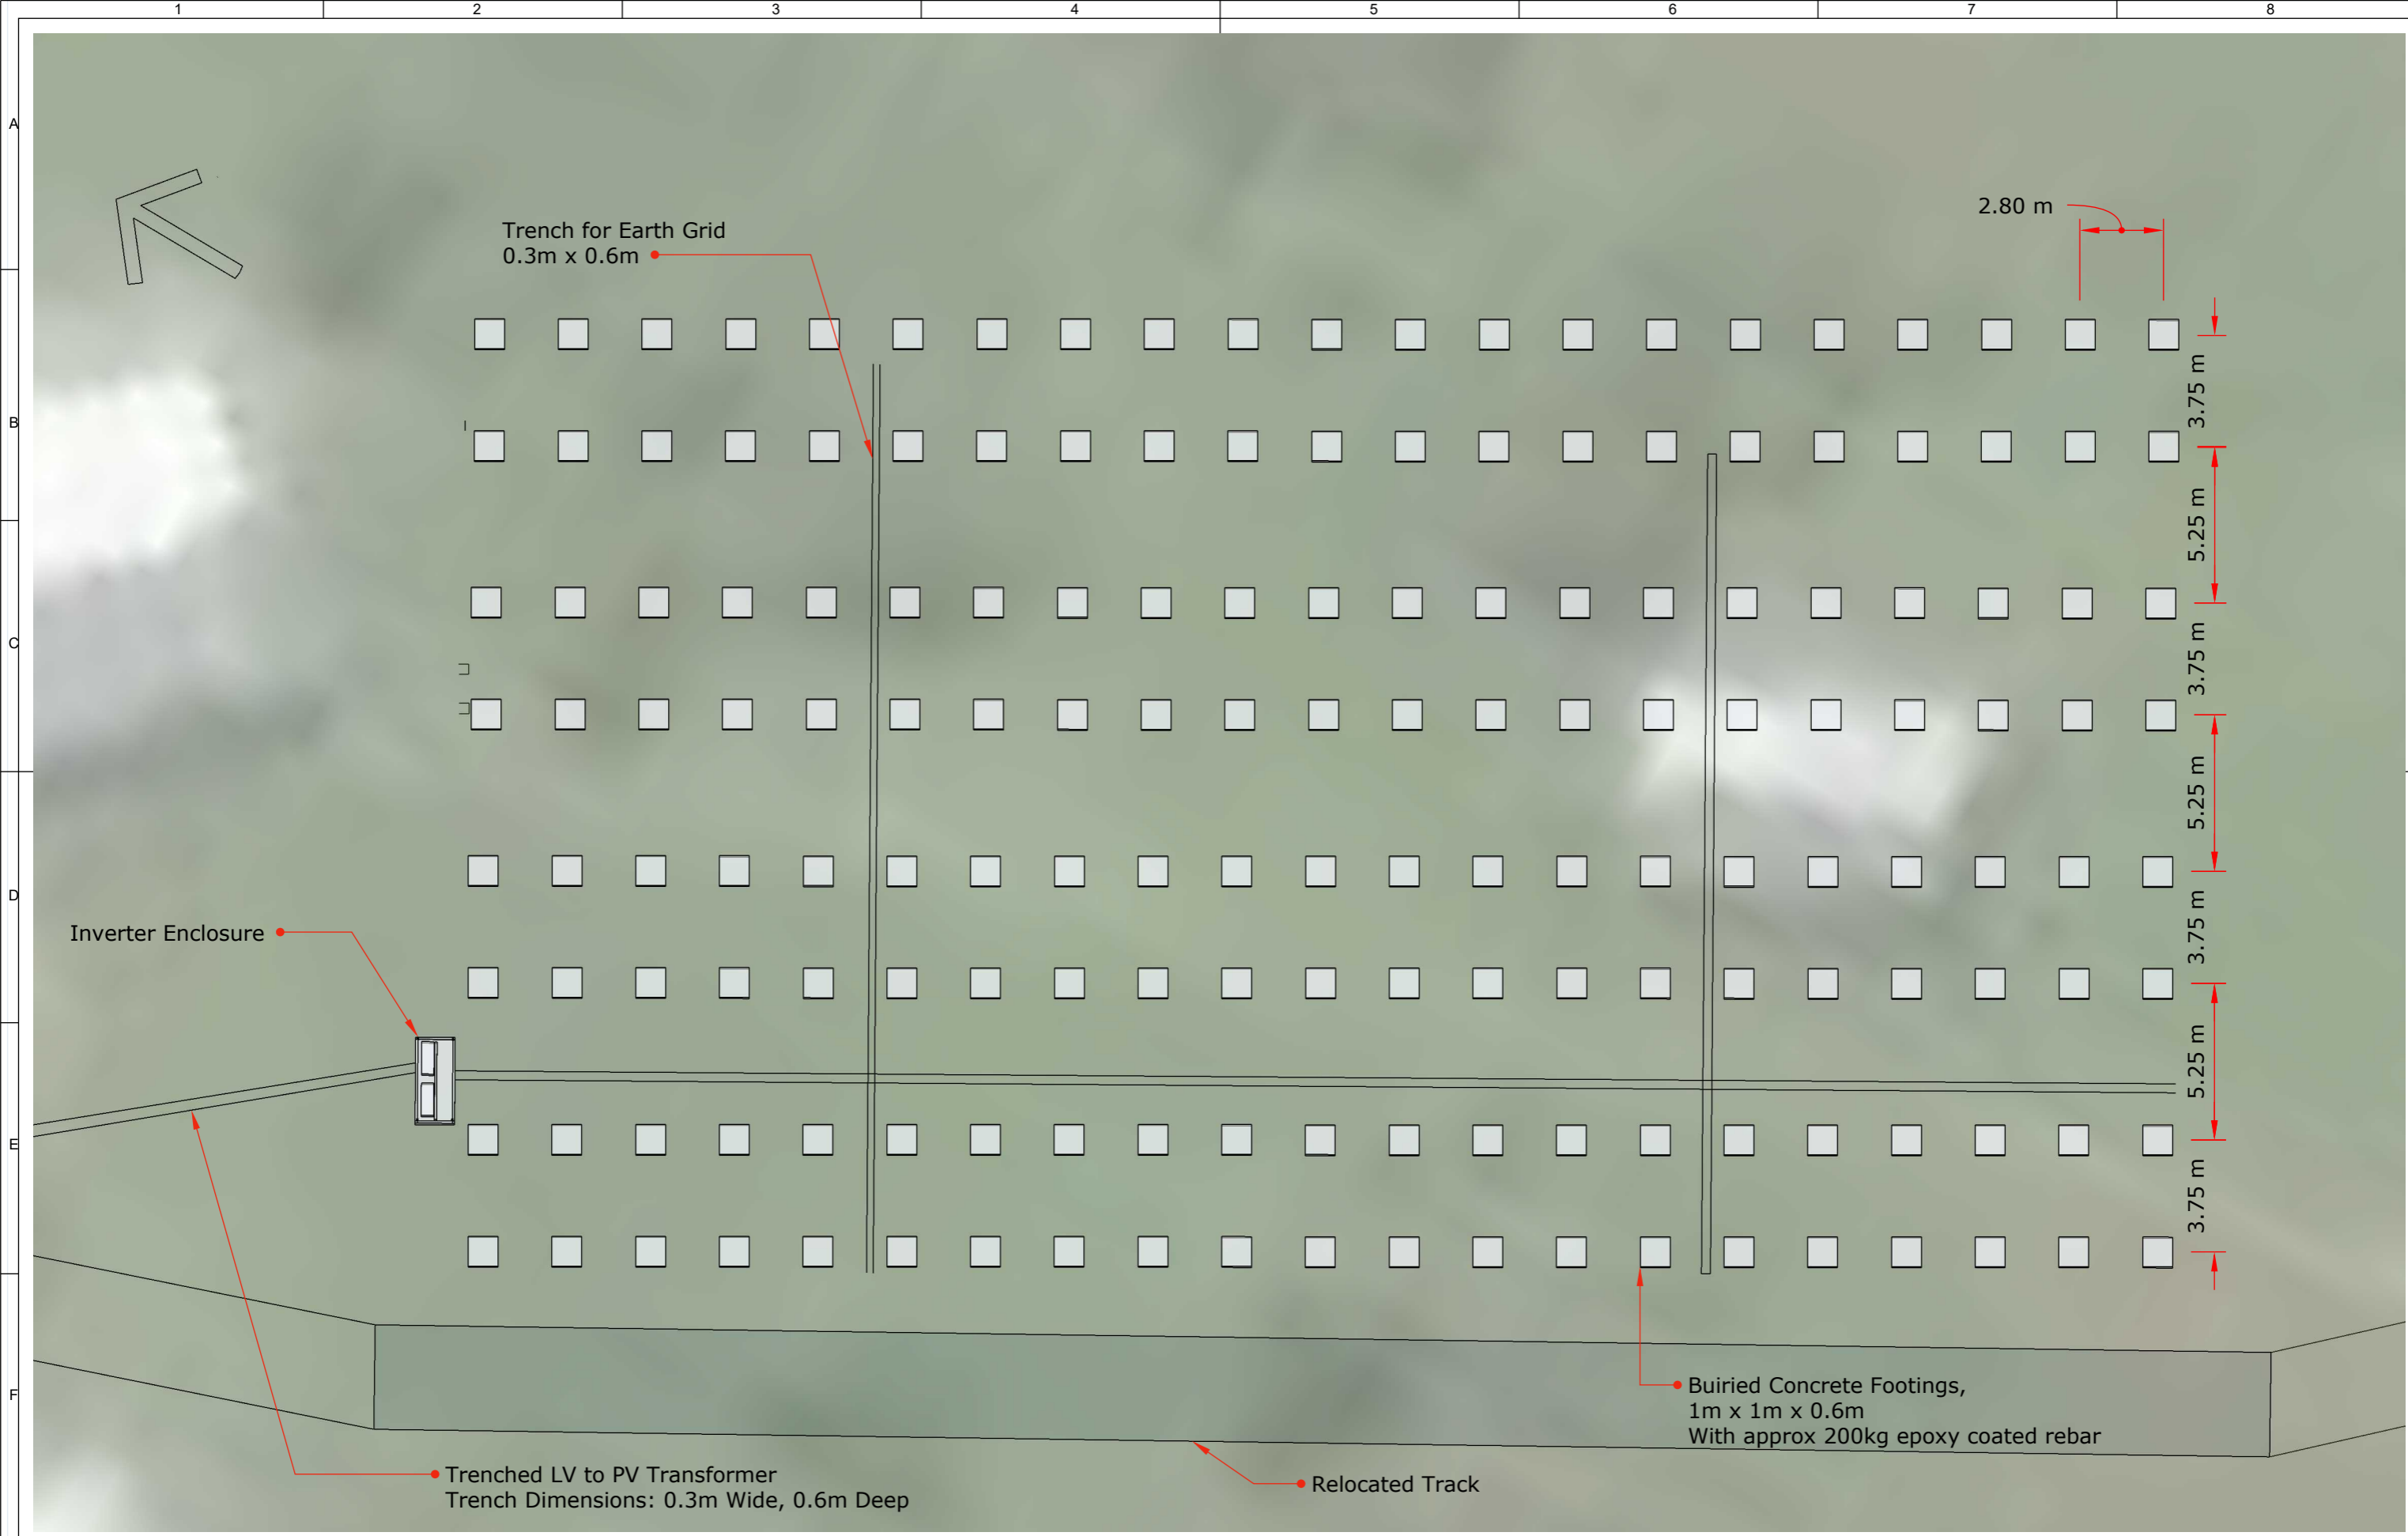 1 2 3 4 5 6 7 8
A
2.80 m
Trench for Earth Grid
0.3m x 0.6m
3.75 m
B
5.25 m
C
3.75 m
5.25 m
D
3.75 m
Inverter Enclosure
5.25 m
E
3.75 m
F
Buiried Concrete Footings,
1m x 1m x 0.6m
With approx 200kg epoxy coated rebar
Trenched LV to PV Transformer
Trench Dimensions: 0.3m Wide, 0.6m Deep
Relocated Track